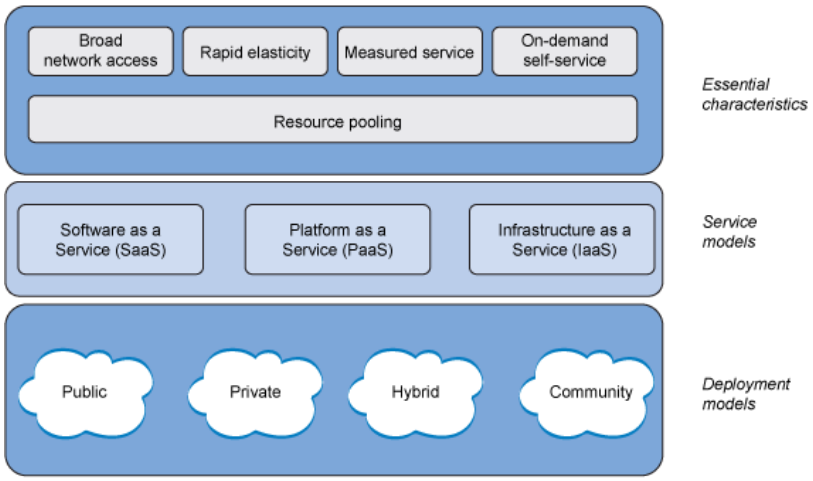 Broad
network access
Rapid elasticity
Measured service
On-demand
self-service
Resource pooling
Essential
characteristics
Software as a
Service (SaaS)
Platform as a
Service (PaaS)
Infrastructure as a
Service (IaaS)
Service
models
Public
Private
Hybrid
Community
Deployment
models